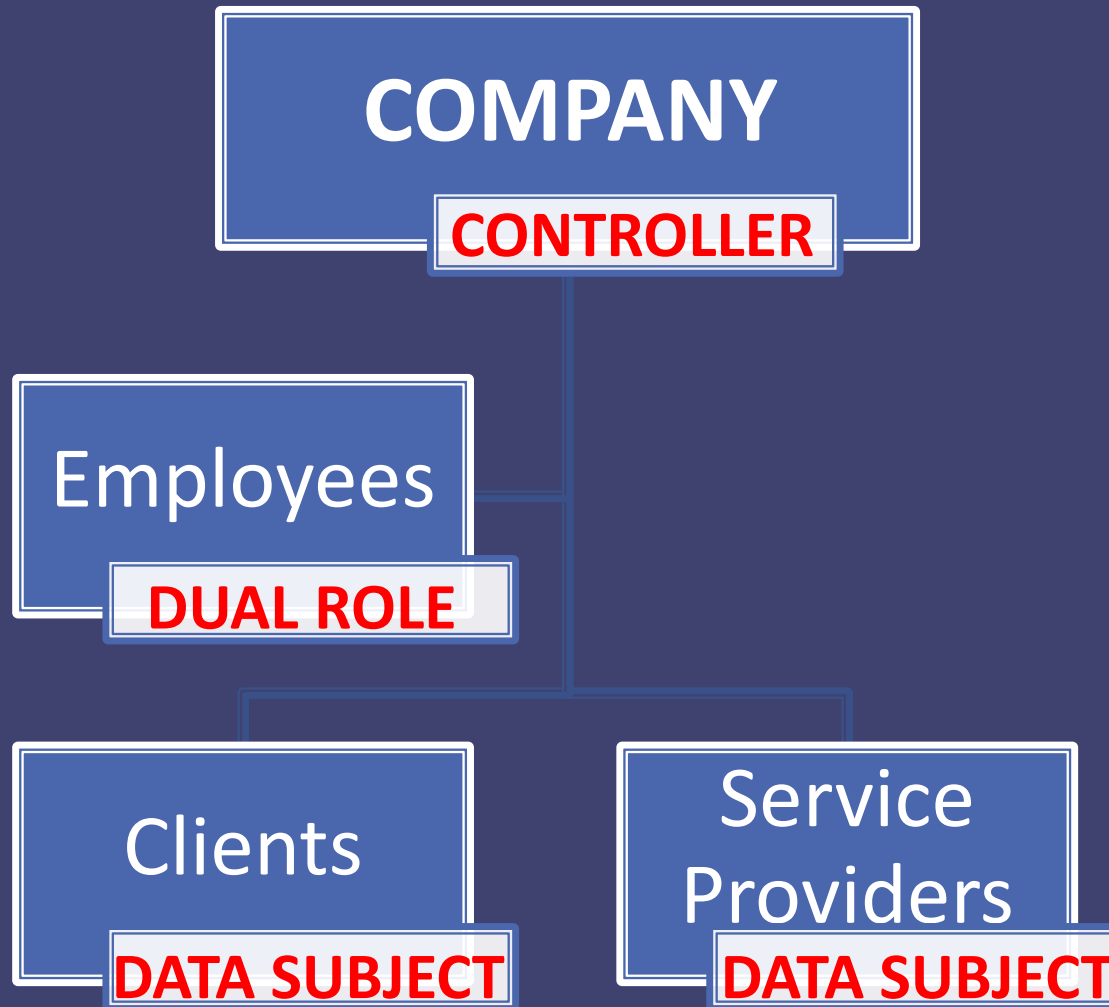 COMPANY
CONTROLLER
Employees
DUAL ROLE
Clients
DATA SUBJECT
Service
Providers
DATA SUBJECT